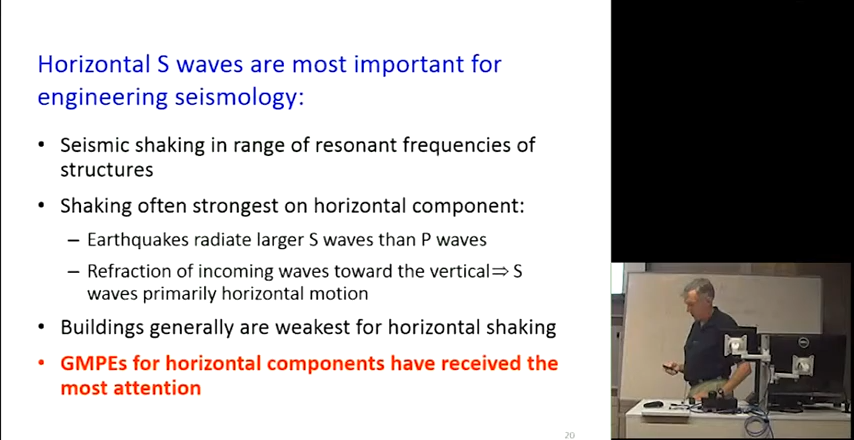 Horizontal S waves are most important for
engineering seismology:
• Seismic shaking in range of resonant frequencies of
structures
• Shaking often strongest on horizontal component:
– Earthquakes radiate larger S waves than P waves
– Refraction of incoming waves toward the vertical⇒ S
waves primarily horizontal motion
• Buildings generally are weakest for horizontal shaking
• GMPEs for horizontal components have received the
most attention
20
DELL